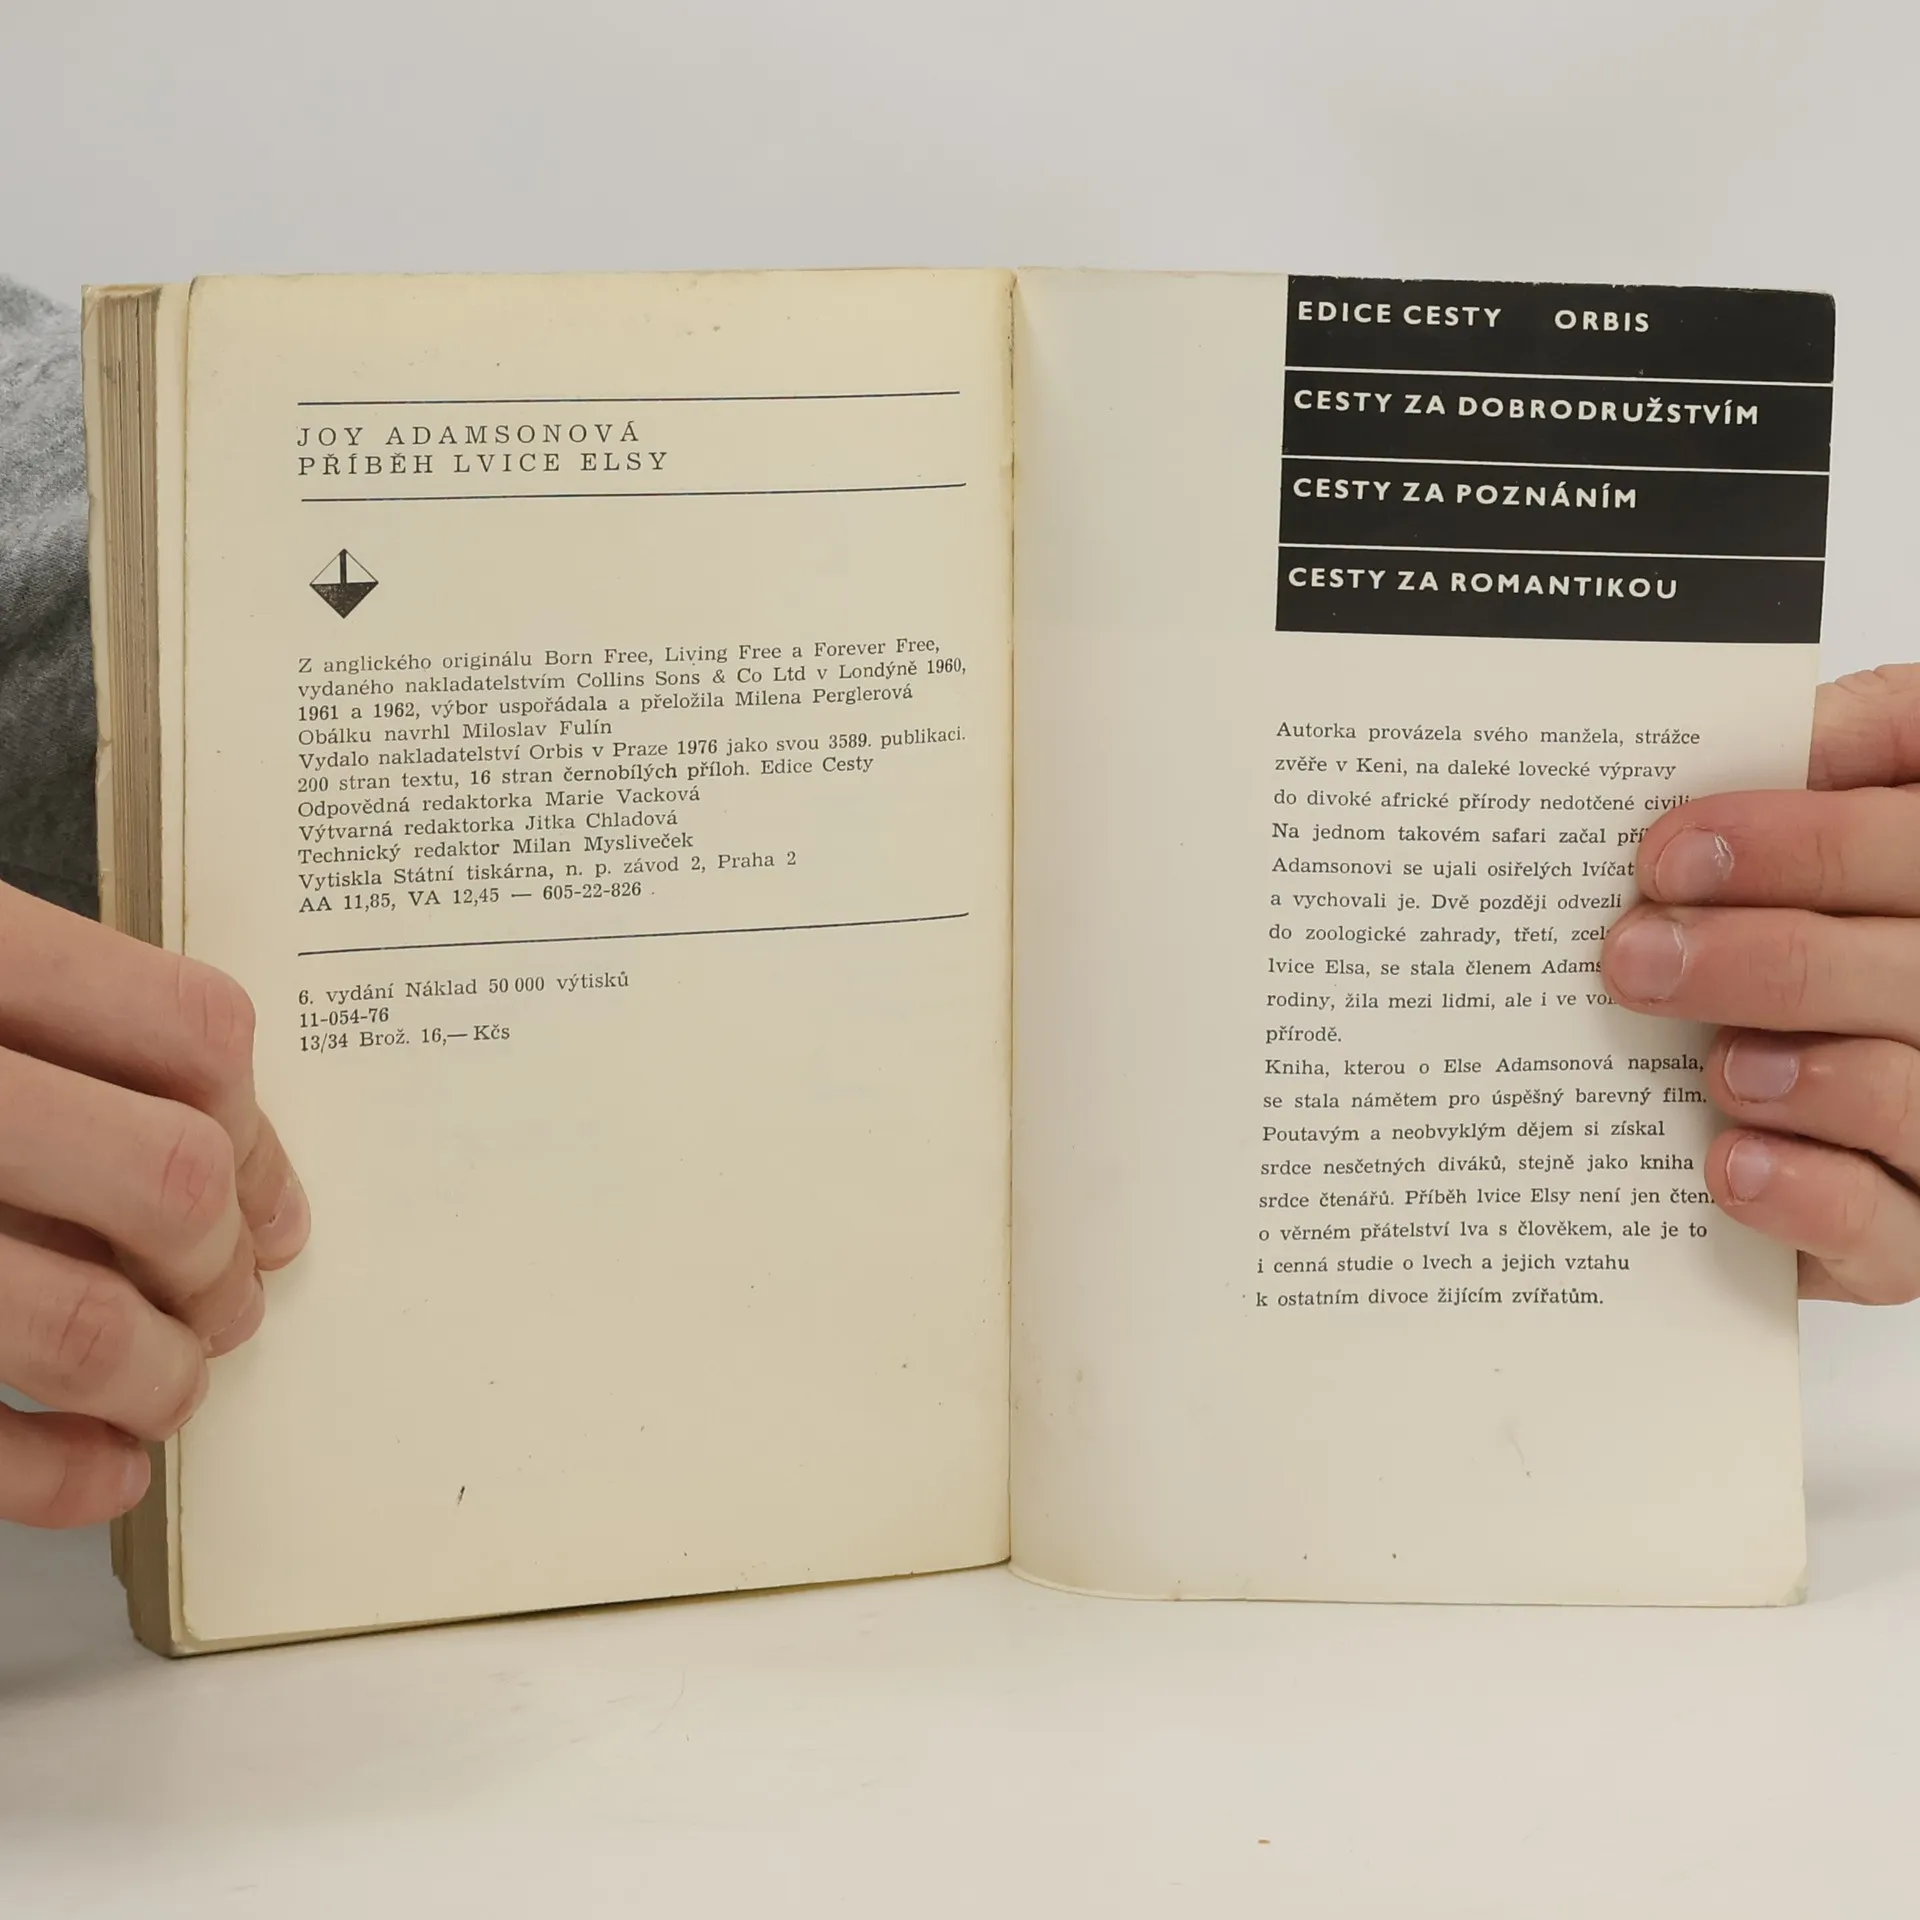 JOY ADAMSONOVÁ
PŘÍBĚH LVICE ELSY
Z anglického originálu Born Free, Living Free a Forever Free,
vydaného nakladatelstvím Collins Sons & Co Ltd v Londýně 1960,
1961 a 1962, výbor uspořádala a přeložila Milena Perglerová
Obálku navrhl Miloslav Fulín
Vydalo nakladatelství Orbis v Praze 1976 jako svou 3589. publikaci.
200 stran textu, 16 stran černobílých příloh. Edice Cesty
Odpovědná redaktorka Marie Vacková
Výtvarná redaktorka Jitka Chladová
Technický redaktor Milan Mysliveček
Vytiskla Státní tiskárna, n. p. závod 2, Praha 2
AA 11,85, VA 12,45 — 605-22-826
6. vydání Náklad 50 000 výtisků
11-054-76
13/34 Brož. 16,— Kčs
EDICE CESTY ORBIS
CESTY ZA DOBRODRUŽSTVÍM
CESTY ZA POZNÁNÍM
CESTY ZA ROMANTIKOU
Autorka provázela svého manžela, strážce
zvěře v Keni, na daleké lovecké výpravy
do divoké africké přírody nedotčené
Na jednom takovém safari začal
Adamsonovi se ujali osiřelých lvíčat
a vychovali je. Dvě později odvezli
do zoologické zahrady, třetí,
lvice Elsa, se stala členem
rodiny, žila mezi lidmi, ale i ve
přírodě.
Kniha, kterou o Else Adamsonová napsala,
se stala námětem pro úspěšný barevný film.
Poutavým a neobvyklým dějem si získal
srdce nesčetných diváků, stejně jako kniha
srdce čtenářů. Příběh lvice Elsy není jen
o věrném přátelství lva s člověkem, ale je to
i cenná studie o lvech a jejich vztahu
k ostatním divoce žijícím zvířatům.